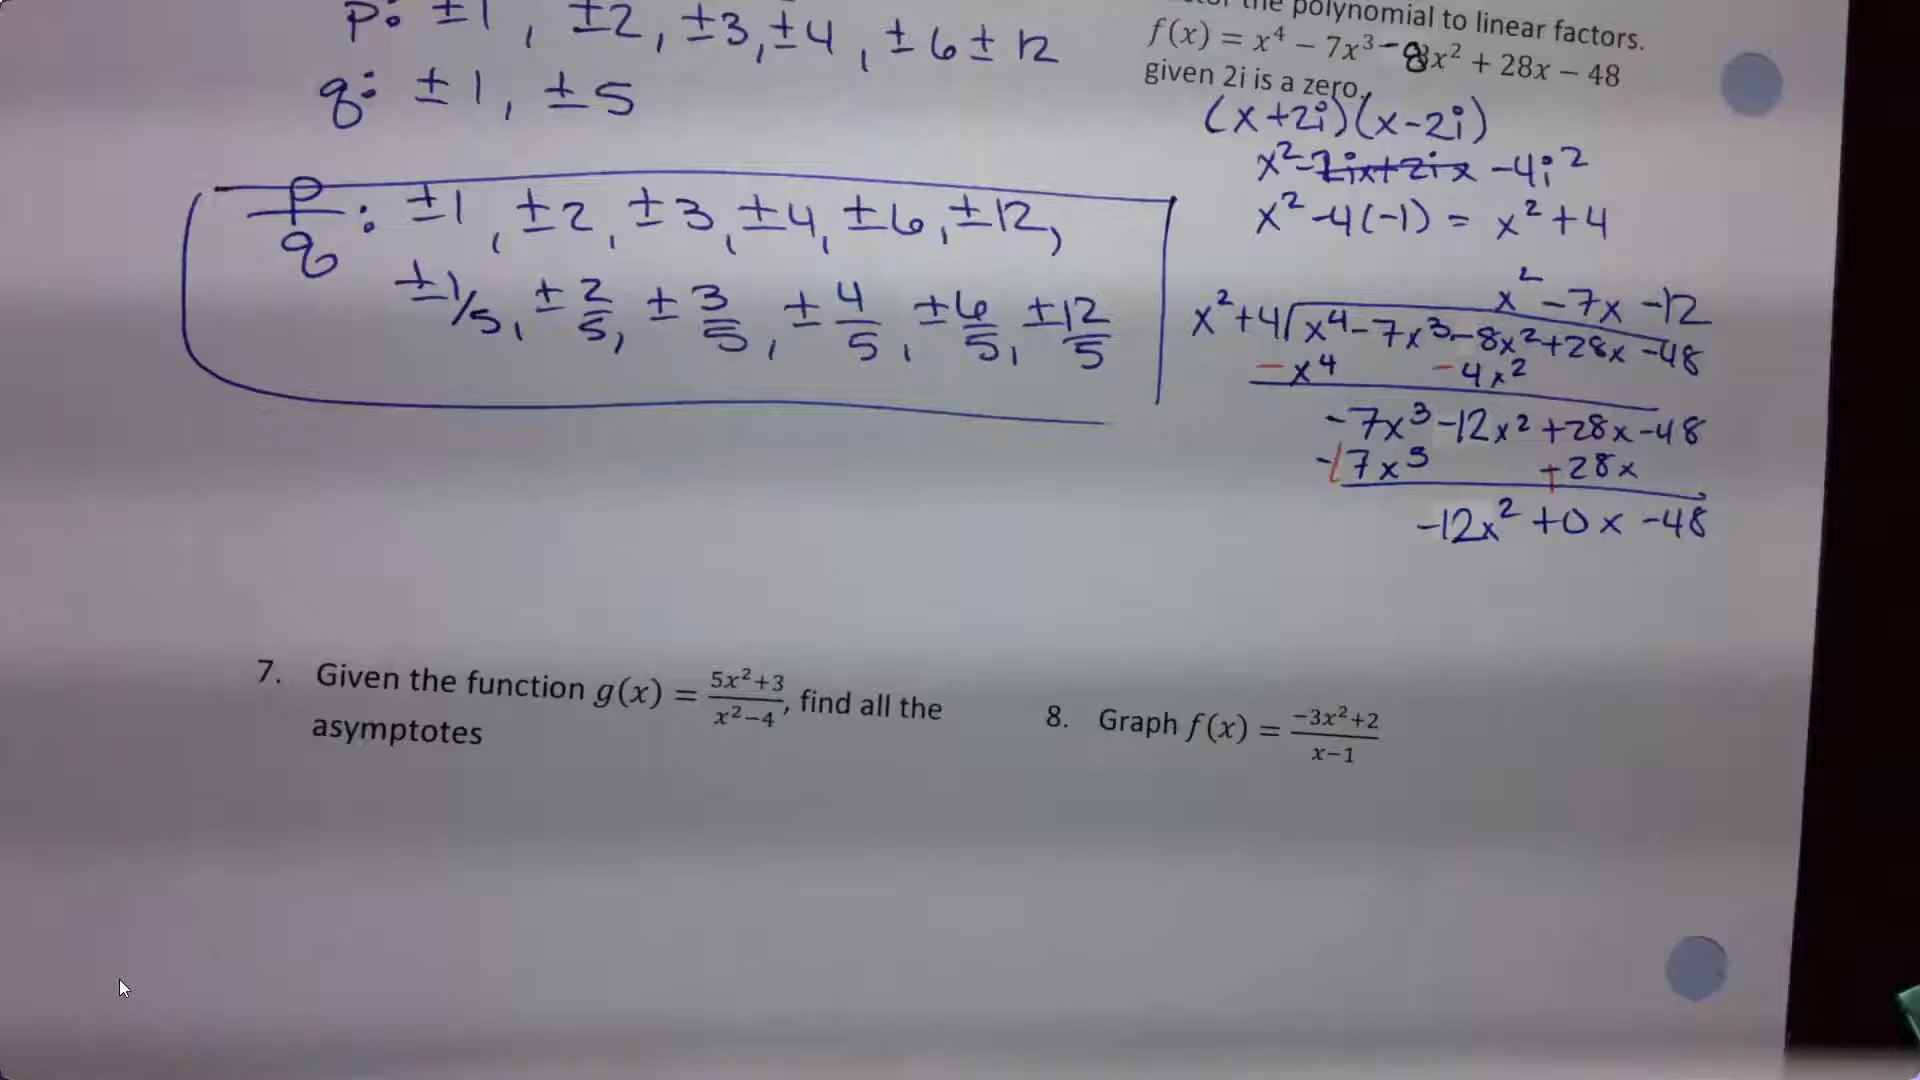 p: ±1, ±2, ±3, ±4, ±6 ±12
q: ±1, ±5
p/q: ±1, ±2, ±3, ±4, ±6, ±12,
±1/5, ±2/5, ±3/5, ±4/5, ±6/5, ±12/5
the polynomial to linear factors.
f(x) = x⁴ − 7x³ − 8x² + 28x − 48
given 2i is a zero.
(x+2i)(x-2i)
x² - 2ix + 2ix - 4i²
x² - 4(-1) = x² + 4
x² - 7x - 12
x²+4 x⁴ - 7x³ - 8x² + 28x - 48
- x⁴ - 4x²
-7x³ - 12x² + 28x - 48
-7x³ + 28x
-12x² + 0x - 48
7. Given the function g(x) = (5x²+3)/(x²−4), find all the
asymptotes
8. Graph f(x) = (−3x²+2)/(x−1)